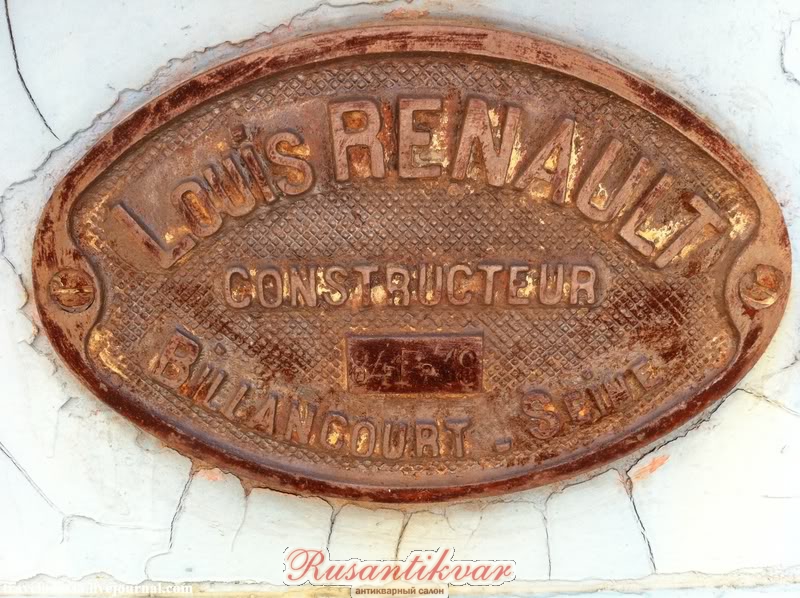 LOUIS RENAULT
CONSTRUCTEUR
BILLANCOURT - SEINE
Rusantikvar
антикварный салон